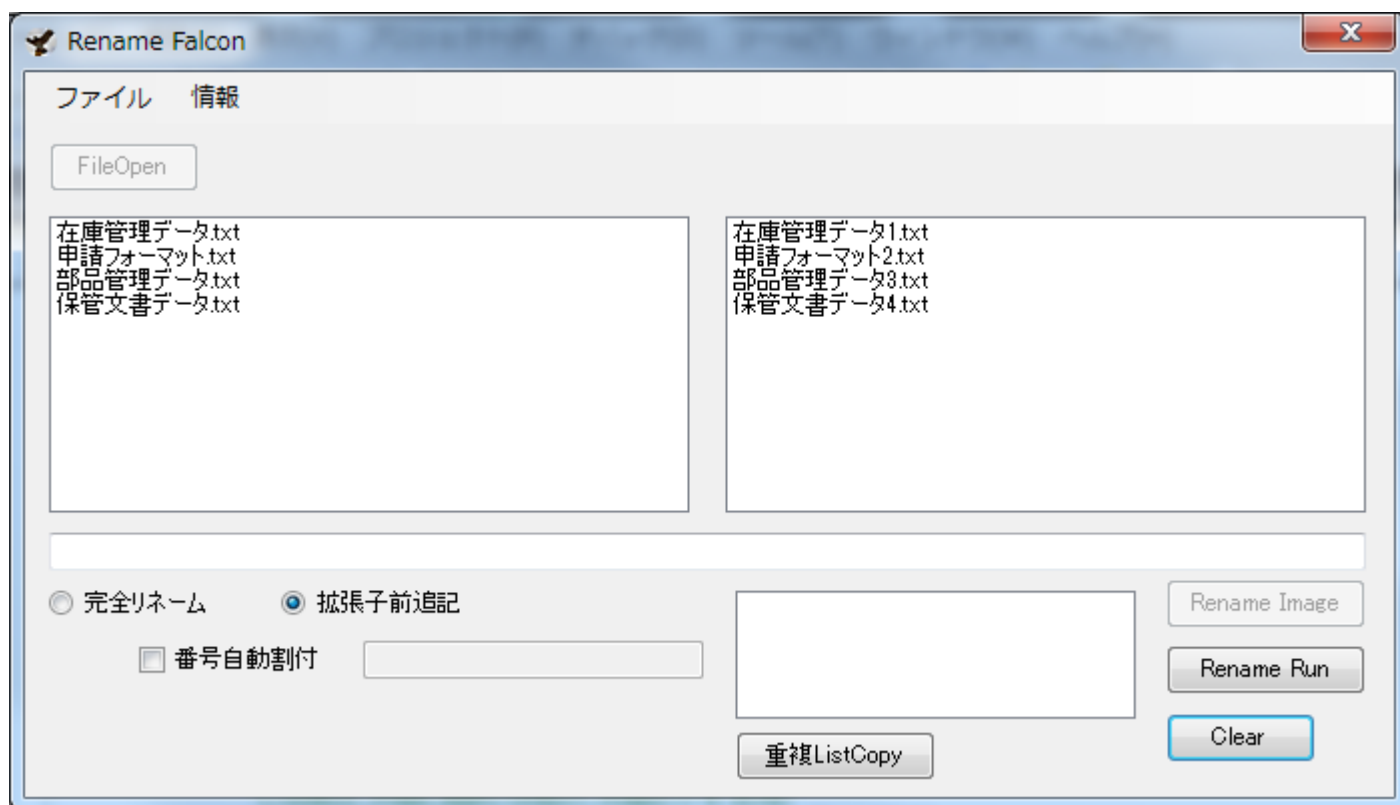 Rename Falcon
ファイル 情報
FileOpen
在庫管理データ.txt
申請フォーマット.txt
部品管理データ.txt
保管文書データ.txt
在庫管理データ1.txt
申請フォーマット2.txt
部品管理データ3.txt
保管文書データ4.txt
完全リネーム 拡張子前追記
番号自動割付
Rename Image
Rename Run
Clear
重複ListCopy